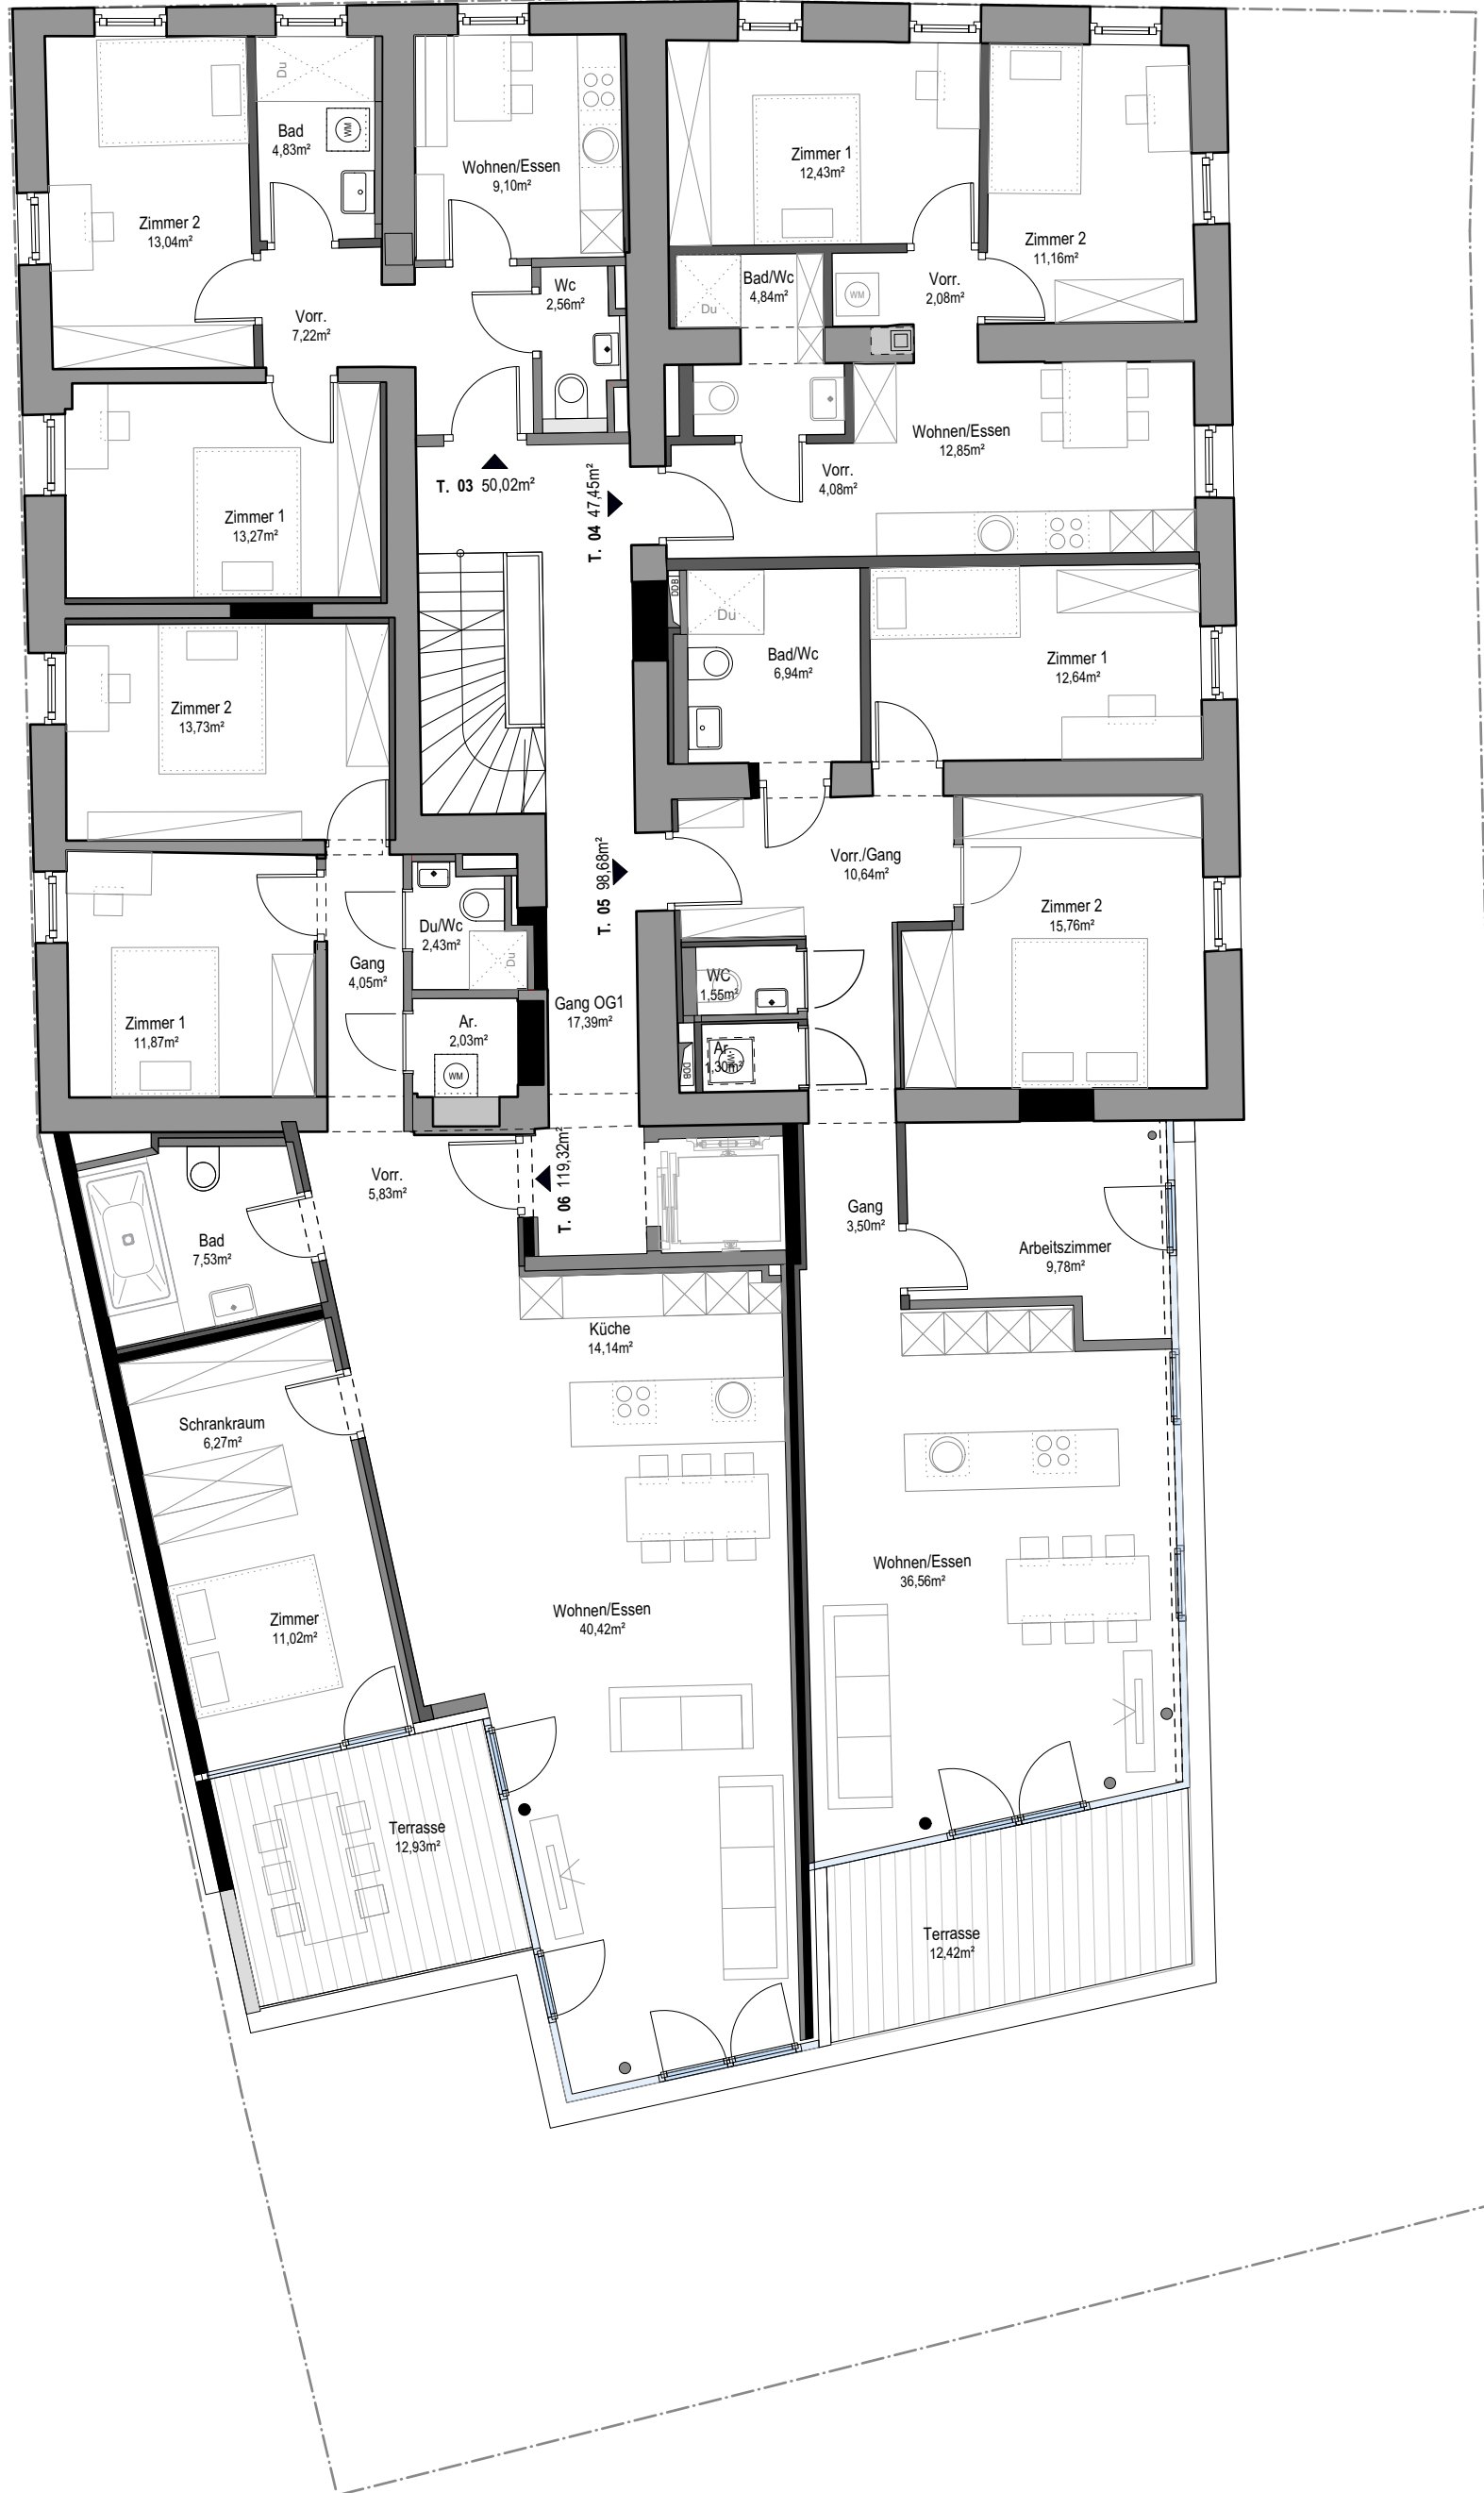 Du
Bad
4,83m²
WM
Wohnen/Essen
9,10m²
Zimmer 1
12,43m²
Zimmer 2
13,04m²
Zimmer 2
11,16m²
Wc
2,56m²
Bad/Wc
4,84m²
Du
WM
Vorr.
2,08m²
Vorr.
7,22m²
Wohnen/Essen
12,85m²
Vorr.
4,08m²
T. 03 50,02m²
T. 04 47,45m²
Zimmer 1
13,27m²
DDB
Du
Bad/Wc
6,94m²
Zimmer 1
12,64m²
Zimmer 2
13,73m²
T. 05 98,68m²
Vorr./Gang
10,64m²
Zimmer 2
15,76m²
Du/Wc
2,43m²
Du
Gang
4,05m²
WC
1,55m²
Gang OG1
17,39m²
Zimmer 1
11,87m²
Ar.
2,03m²
WM
Ar.
1,30m²
WM
DDB
T. 06 119,32m²
Vorr.
5,83m²
Gang
3,50m²
Bad
7,53m²
Arbeitszimmer
9,78m²
Küche
14,14m²
Schrankraum
6,27m²
Wohnen/Essen
36,56m²
Zimmer
11,02m²
Wohnen/Essen
40,42m²
Terrasse
12,93m²
Terrasse
12,42m²